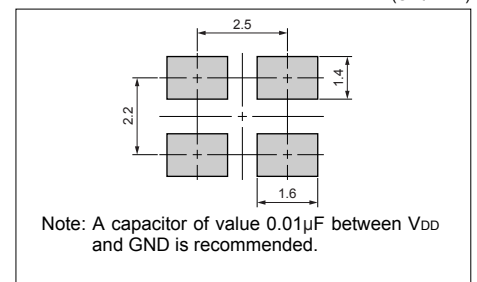 2.5
1.4
2.2
1.6
Note: A capacitor of value 0.01µF between VDD
and GND is recommended.